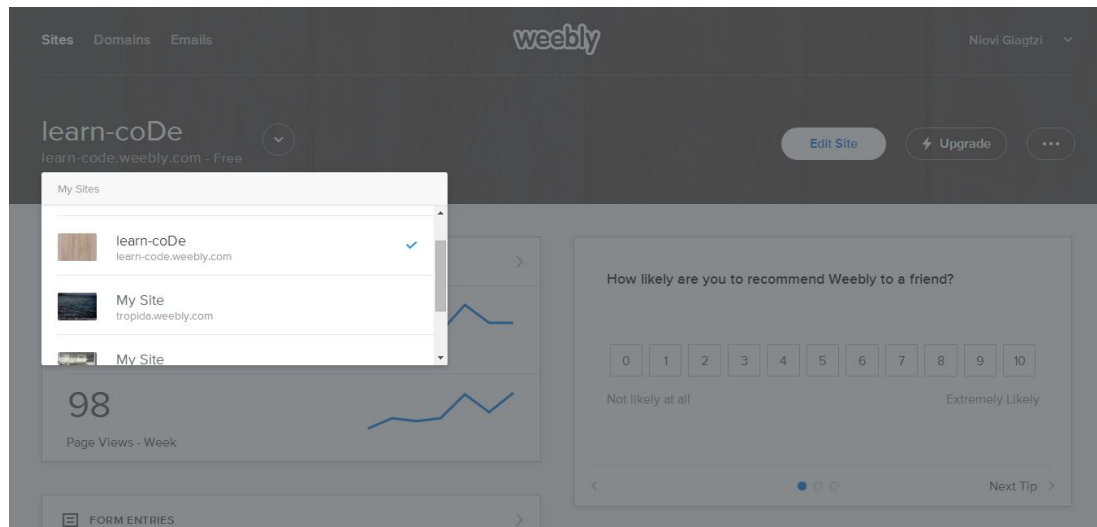 Sites Domains Emails weebly Niovi Giagtzi
learn-coDe
learn-code.weebly.com - Free
Edit Site Upgrade
My Sites
learn-coDe
learn-code.weebly.com
My Site
tropida.weebly.com
My Site
98
Page Views - Week
FORM ENTRIES
How likely are you to recommend Weebly to a friend?
0 1 2 3 4 5 6 7 8 9 10
Not likely at all Extremely Likely
Next Tip